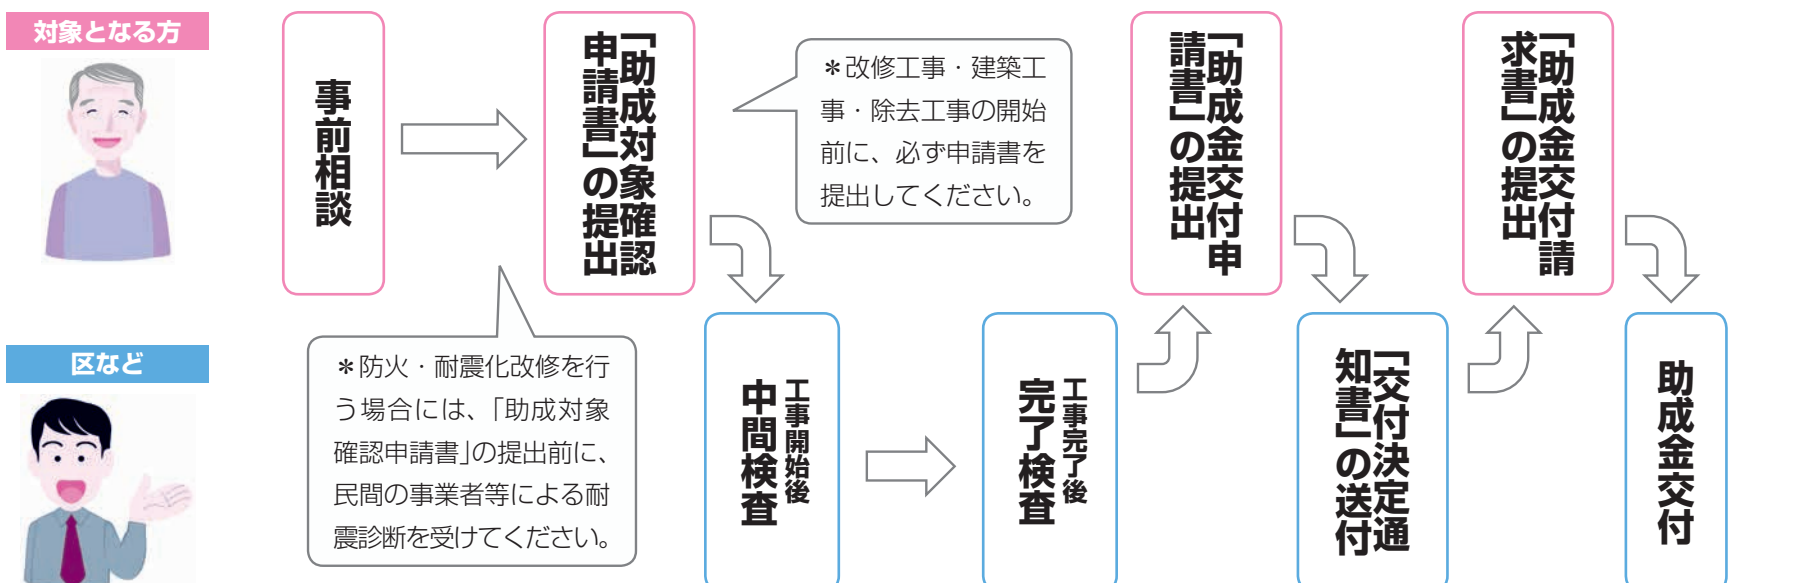 対象となる方
事前相談
「助成対象確認
申請書」の提出
＊改修工事・建築工
事・除去工事の開始
前に、必ず申請書を
提出してください。
「助成金交付申
請書」の提出
「助成金交付請
求書」の提出
区など
＊防火・耐震化改修を行
う場合には、「助成対象
確認申請書」の提出前に、
民間の事業者等による耐
震診断を受けてください。
工事開始後
中間検査
工事完了後
完了検査
「交付決定通
知書」の送付
助成金交付